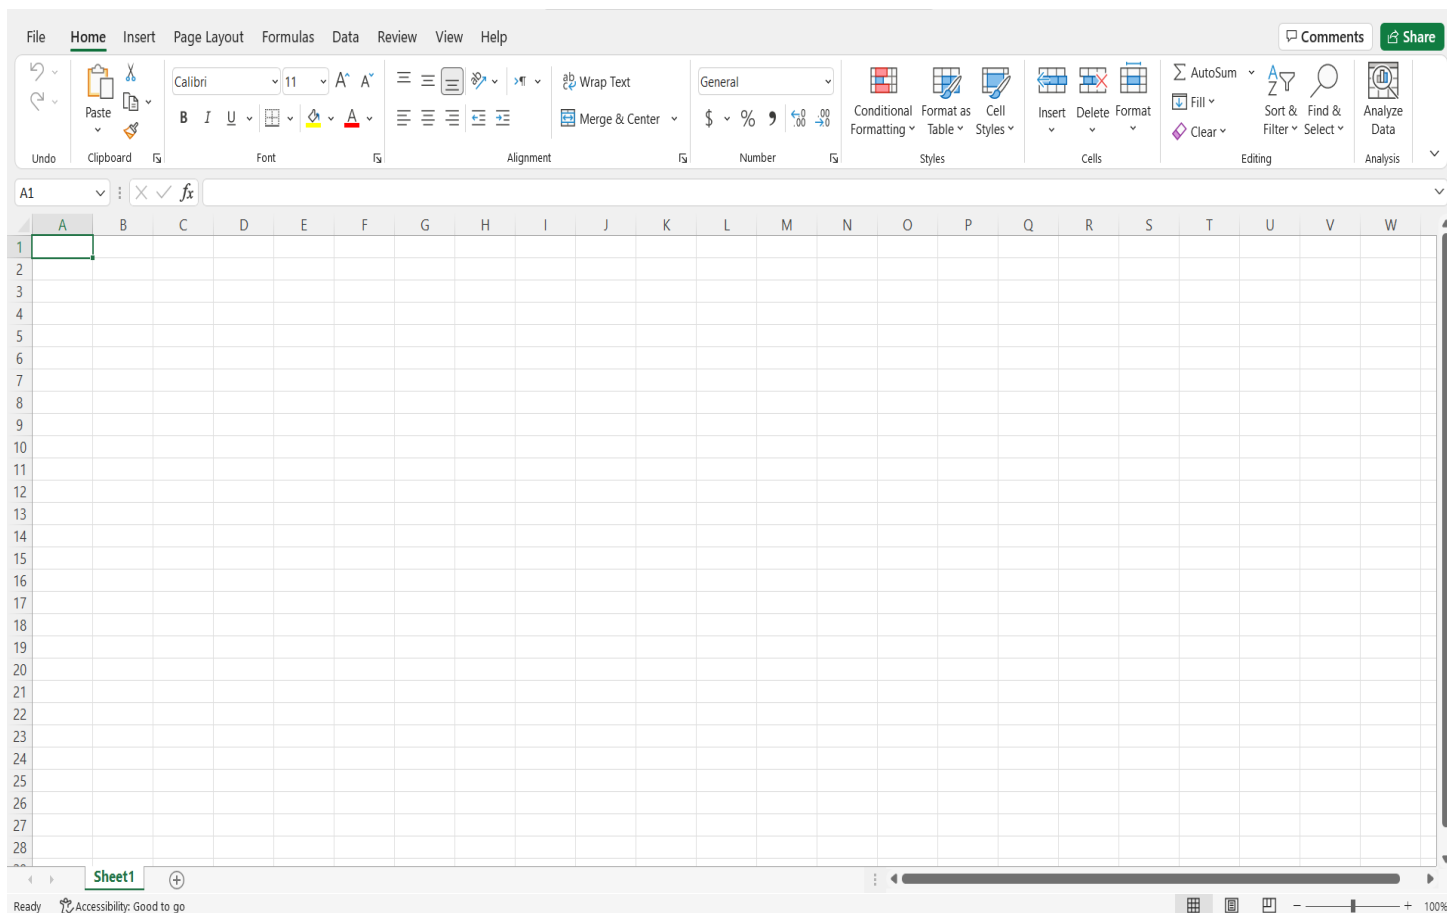 File Home Insert Page Layout Formulas Data Review View Help Comments Share
Calibri 11 A^ A˅ ab Wrap Text General
Paste B I U A Merge & Center $ % 9 .00 .00
Conditional Formatting Format as Table Cell Styles
Insert Delete Format
AutoSum
Fill
Clear
Sort & Filter Find & Select
Analyze Data
Undo Clipboard Font Alignment Number Styles Cells Editing Analysis
A1 fx
A B C D E F G H I J K L M N O P Q R S T U V W
1
2
3
4
5
6
7
8
9
10
11
12
13
14
15
16
17
18
19
20
21
22
23
24
25
26
27
28
Sheet1
Ready Accessibility: Good to go 100%